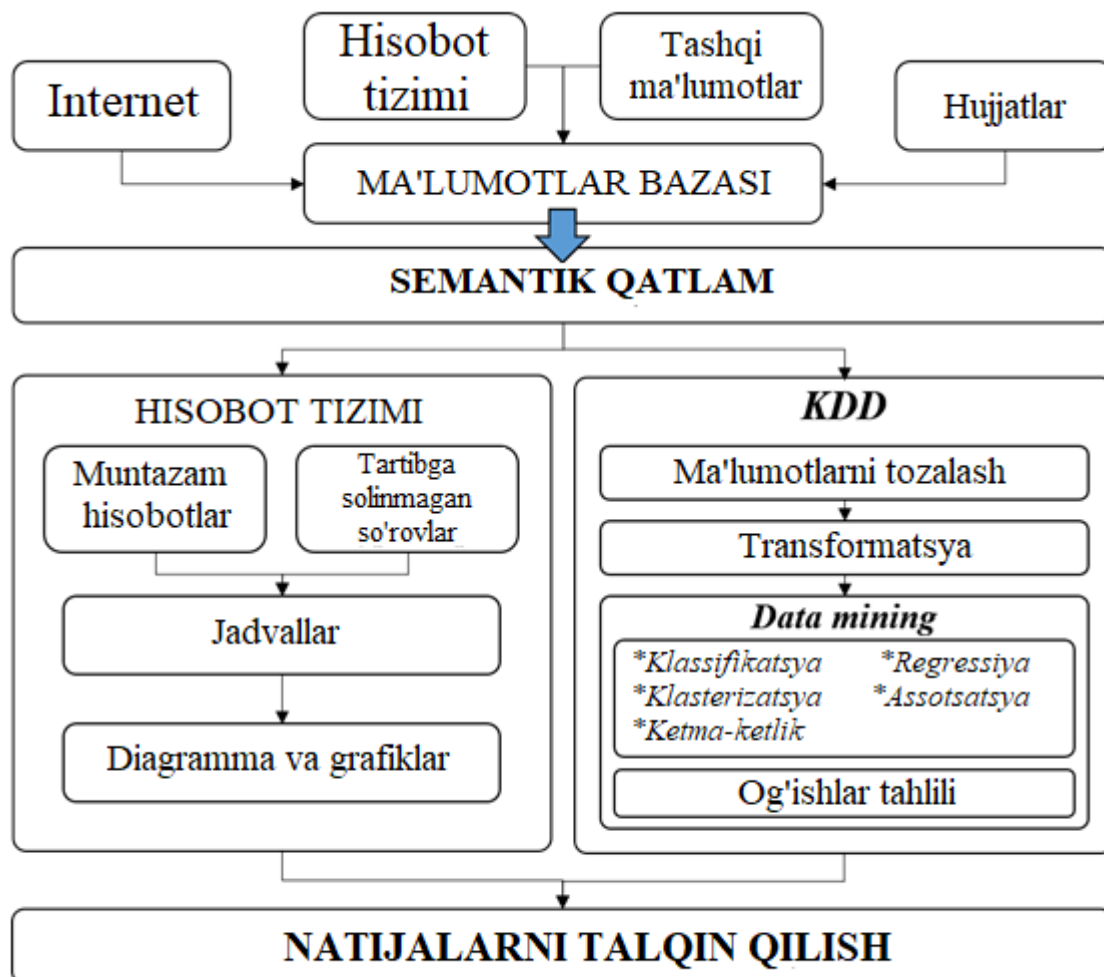 Internet
Hisobot
tizimi
Tashqi
ma'lumotlar
Hujjatlar
MA'LUMOTLAR BAZASI
SEMANTIK QATLAM
HISOBOT TIZIMI
Muntazam
hisobotlar
Tartibga
solinmagan
so'rovlar
Jadvallar
Diagramma va grafiklar
KDD
Ma'lumotlarni tozalash
Transformatsya
Data mining
*Klassifikatsya *Regressiya
*Klasterizatsya *Assotsatsya
*Ketma-ketlik
Og'ishlar tahlili
NATIJALARNI TALQIN QILISH